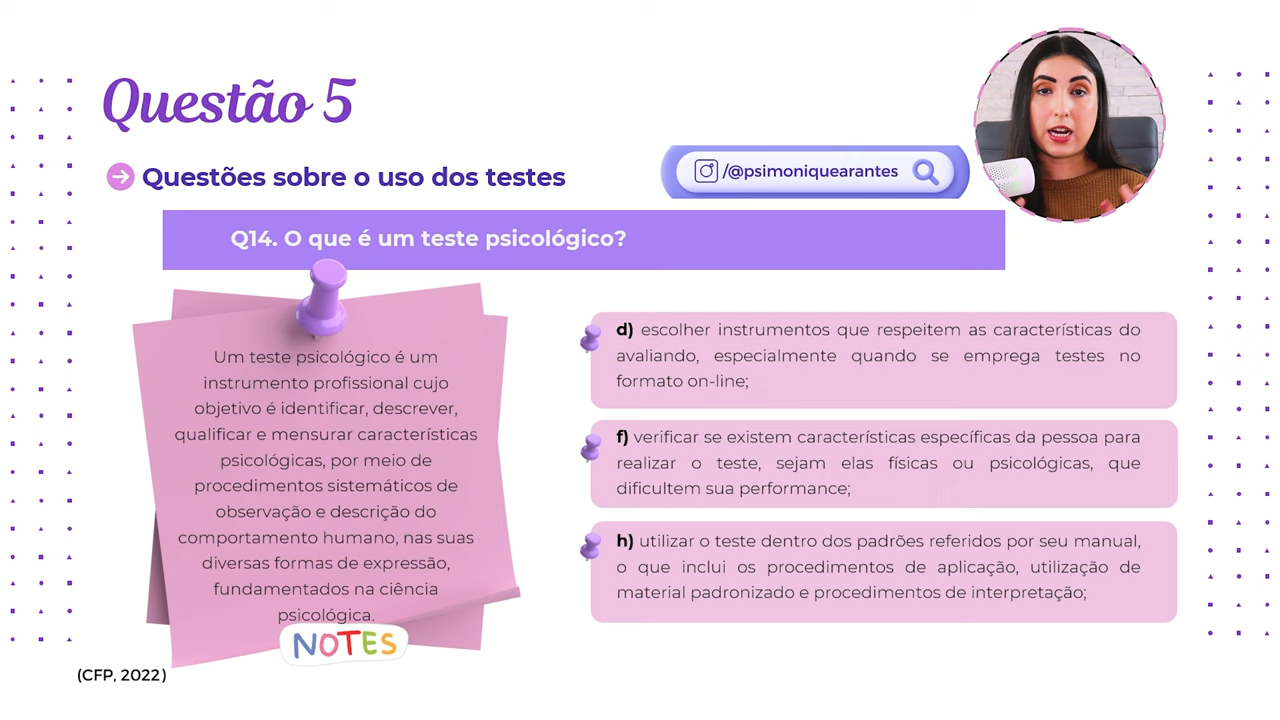 Questão 5
Questões sobre o uso dos testes
/@psimoniquearantes
Q14. O que é um teste psicológico?
Um teste psicológico é um
instrumento profissional cujo
objetivo é identificar, descrever,
qualificar e mensurar características
psicológicas, por meio de
procedimentos sistemáticos de
observação e descrição do
comportamento humano, nas suas
diversas formas de expressão,
fundamentados na ciência
psicológica.
NOTES
(CFP, 2022)
d) escolher instrumentos que respeitem as características do
avaliando, especialmente quando se emprega testes no
formato on-line;
f) verificar se existem características específicas da pessoa para
realizar o teste, sejam elas físicas ou psicológicas, que
dificultem sua performance;
h) utilizar o teste dentro dos padrões referidos por seu manual,
o que inclui os procedimentos de aplicação, utilização de
material padronizado e procedimentos de interpretação;